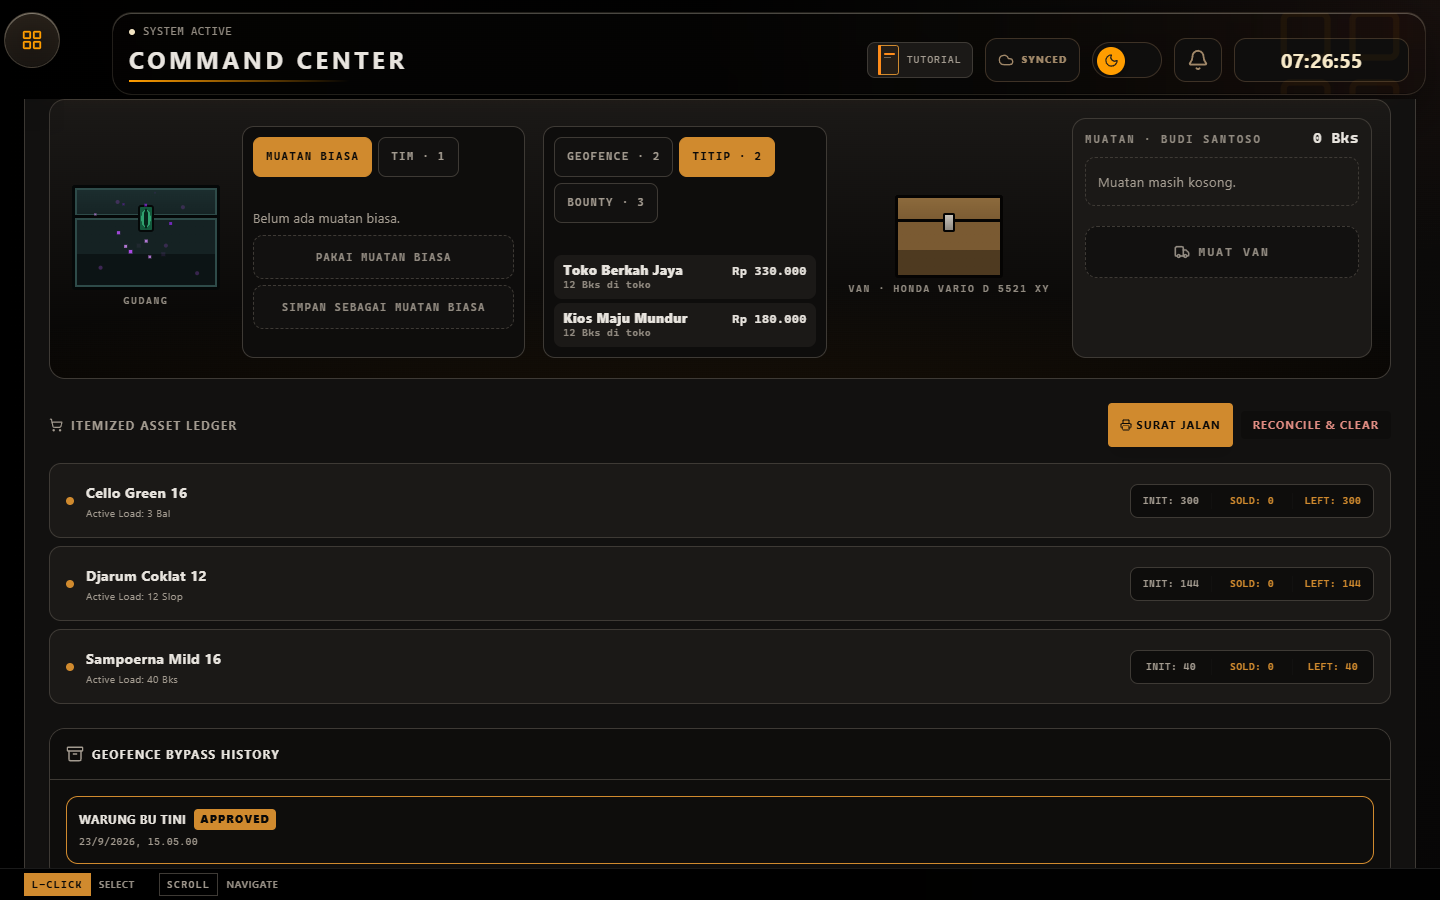 SYSTEM ACTIVE
COMMAND CENTER
TUTORIAL
SYNCED
07:26:55
GUDANG
MUATAN BIASA
TIM · 1
Belum ada muatan biasa.
PAKAI MUATAN BIASA
SIMPAN SEBAGAI MUATAN BIASA
GEOFENCE · 2
TITIP · 2
BOUNTY · 3
Toko Berkah Jaya
Rp 330.000
12 Bks di toko
Kios Maju Mundur
Rp 180.000
12 Bks di toko
VAN · HONDA VARIO D 5521 XY
MUATAN · BUDI SANTOSO
0 Bks
Muatan masih kosong.
MUAT VAN
ITEMIZED ASSET LEDGER
SURAT JALAN
RECONCILE & CLEAR
Cello Green 16
Active Load: 3 Bal
INIT: 300
SOLD: 0
LEFT: 300
Djarum Coklat 12
Active Load: 12 Slop
INIT: 144
SOLD: 0
LEFT: 144
Sampoerna Mild 16
Active Load: 40 Bks
INIT: 40
SOLD: 0
LEFT: 40
GEOFENCE BYPASS HISTORY
WARUNG BU TINI
APPROVED
23/9/2026, 15.05.00
L-CLICK
SELECT
SCROLL
NAVIGATE